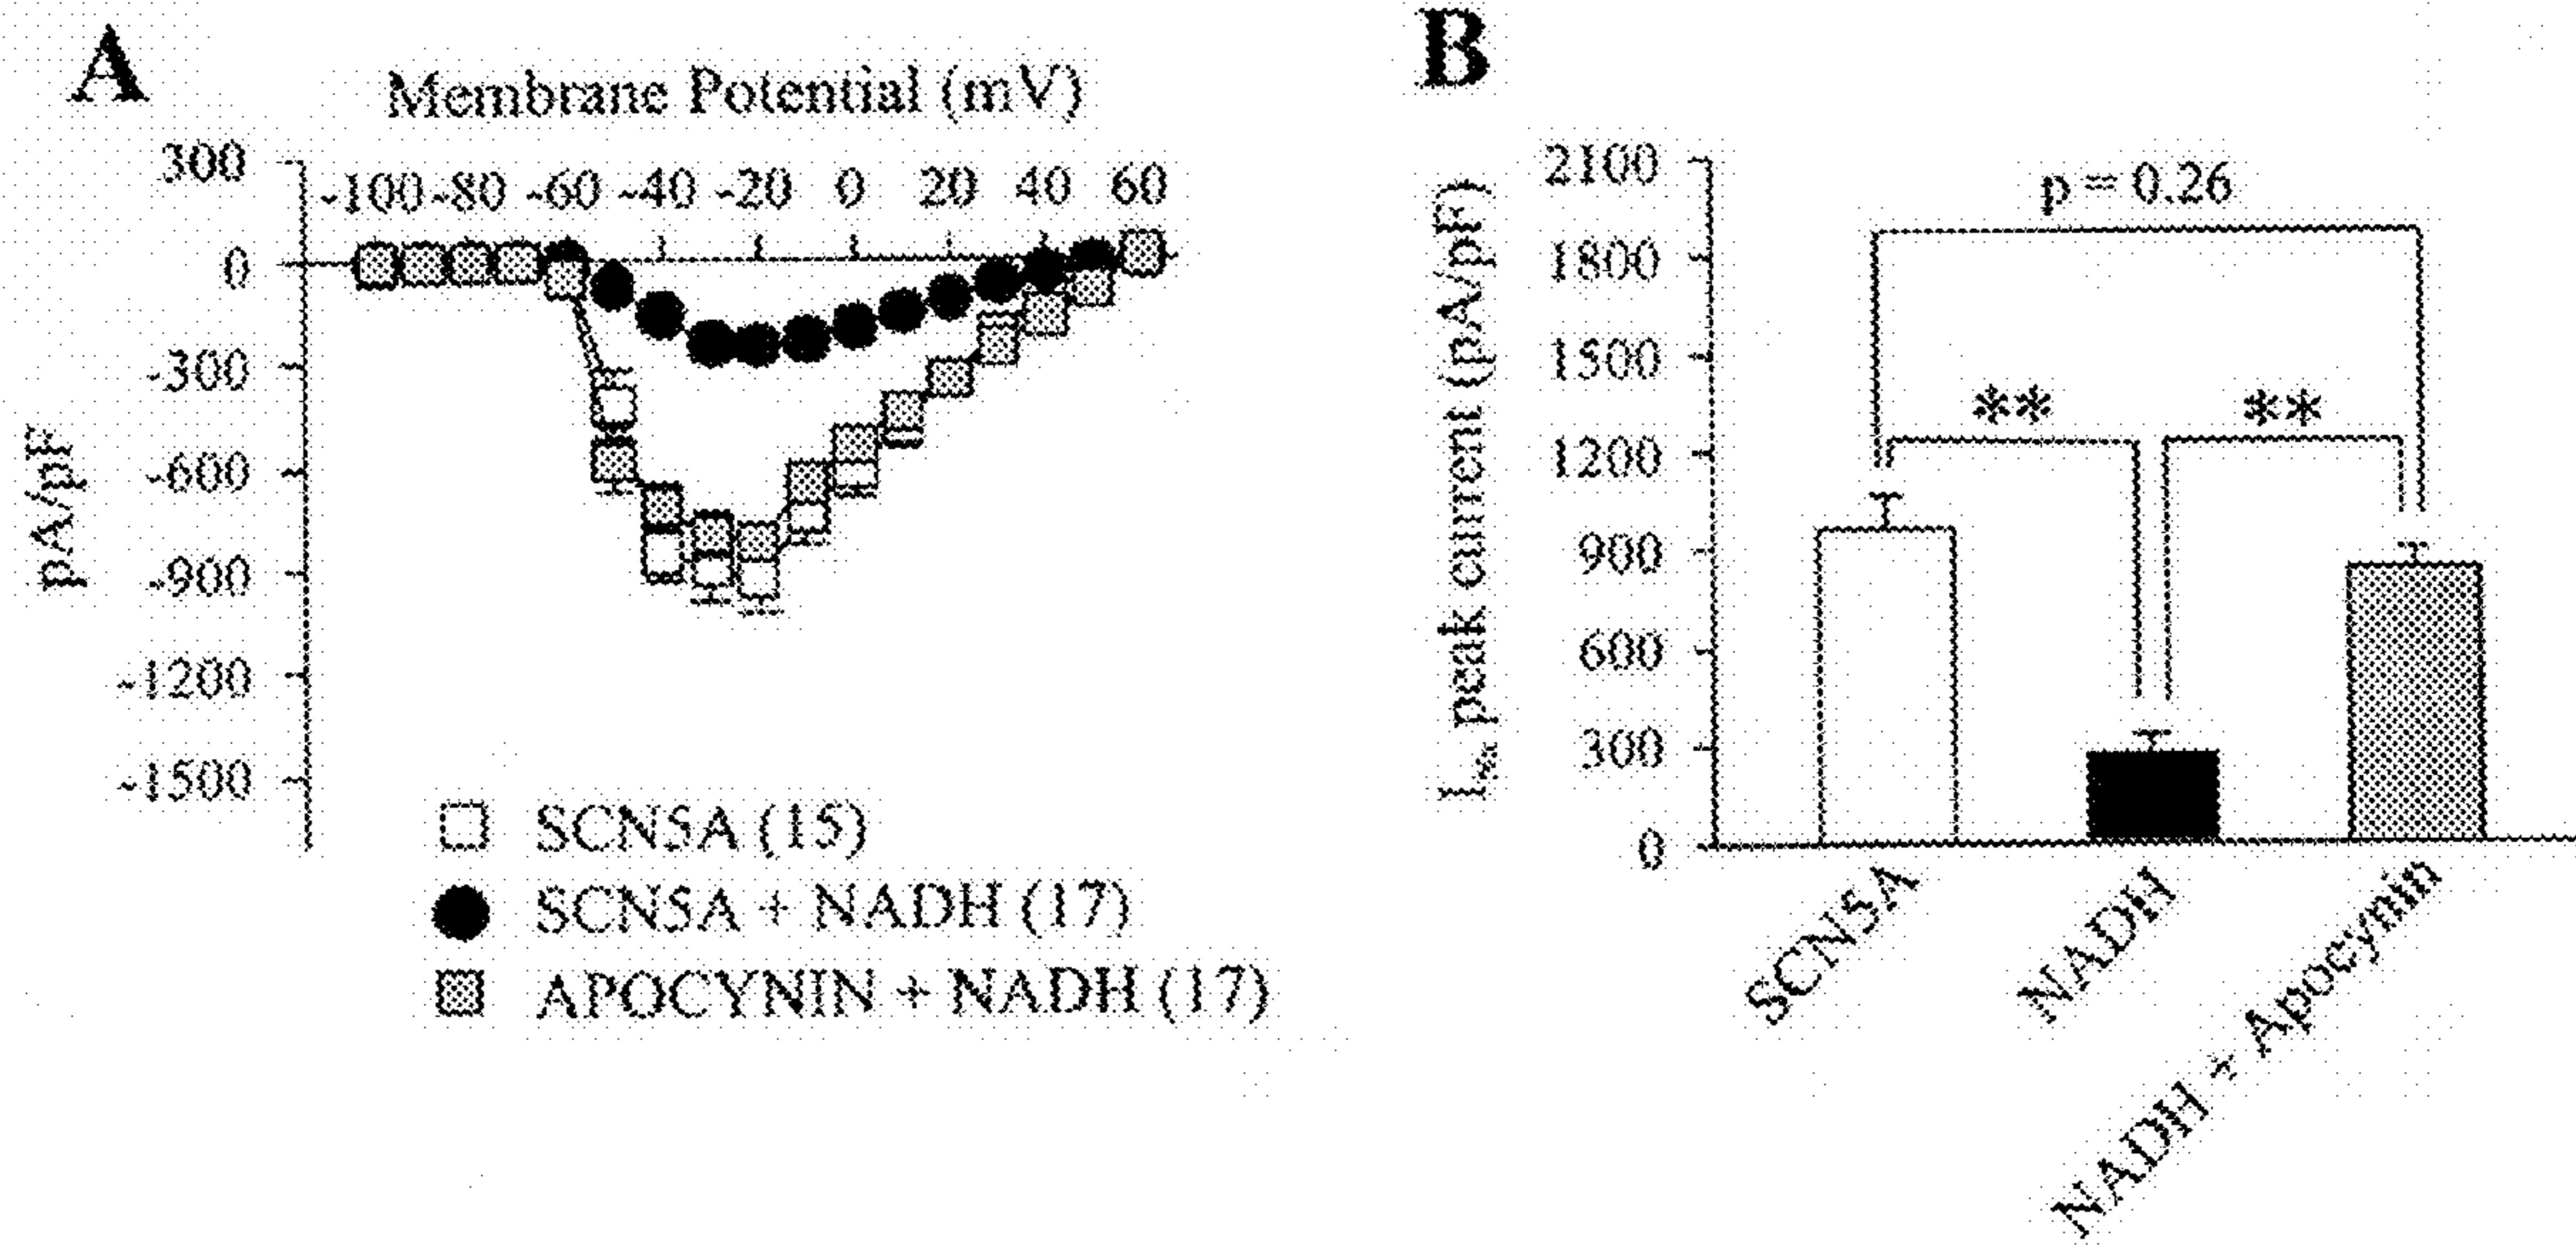 A
Membrane Potential (mV)
300
-100 -80 -60 -40 -20 0 20 40 60
0
-300
-600
-900
-1200
-1500
pA/pF
SCN5A (15)
SCN5A + NADH (17)
APOCYNIN + NADH (17)
B
I_Na peak current (pA/pF)
2100
1800
1500
1200
900
600
300
0
p = 0.26
** **
SCN5A
NADH
NADH + Apocynin